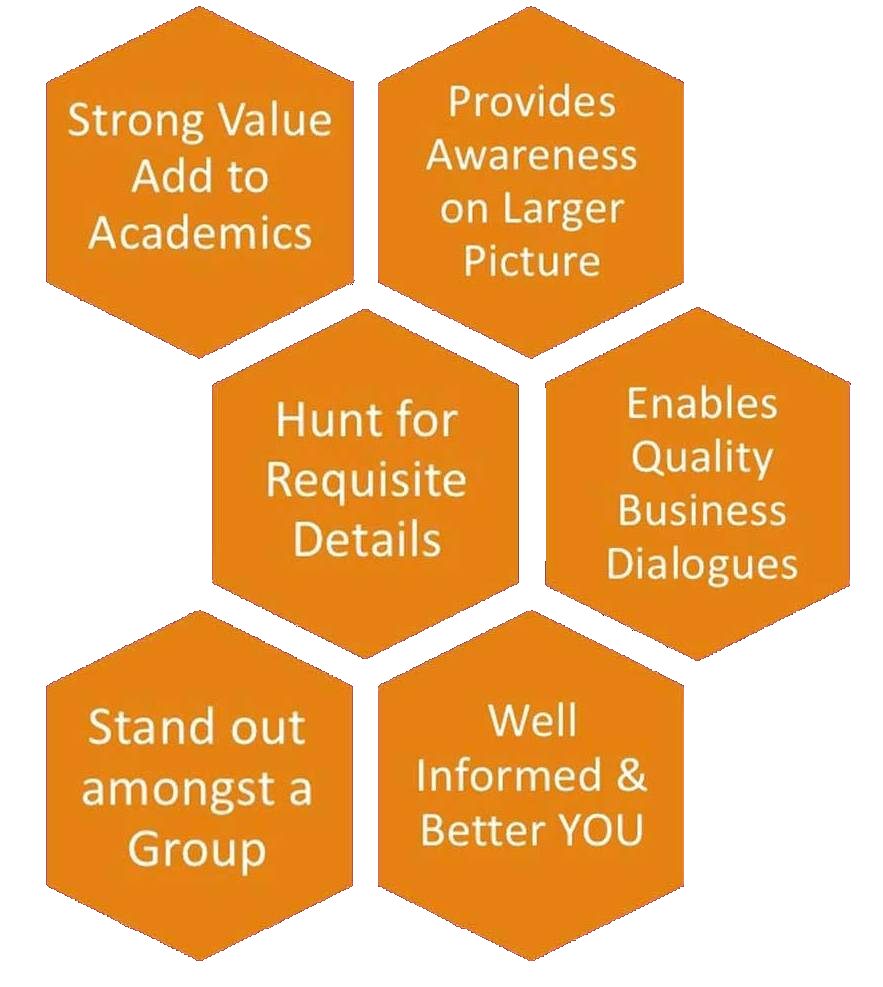 Strong Value
Add to
Academics
Provides
Awareness
on Larger
Picture
Hunt for
Requisite
Details
Enables
Quality
Business
Dialogues
Stand out
amongst a
Group
Well
Informed &
Better YOU